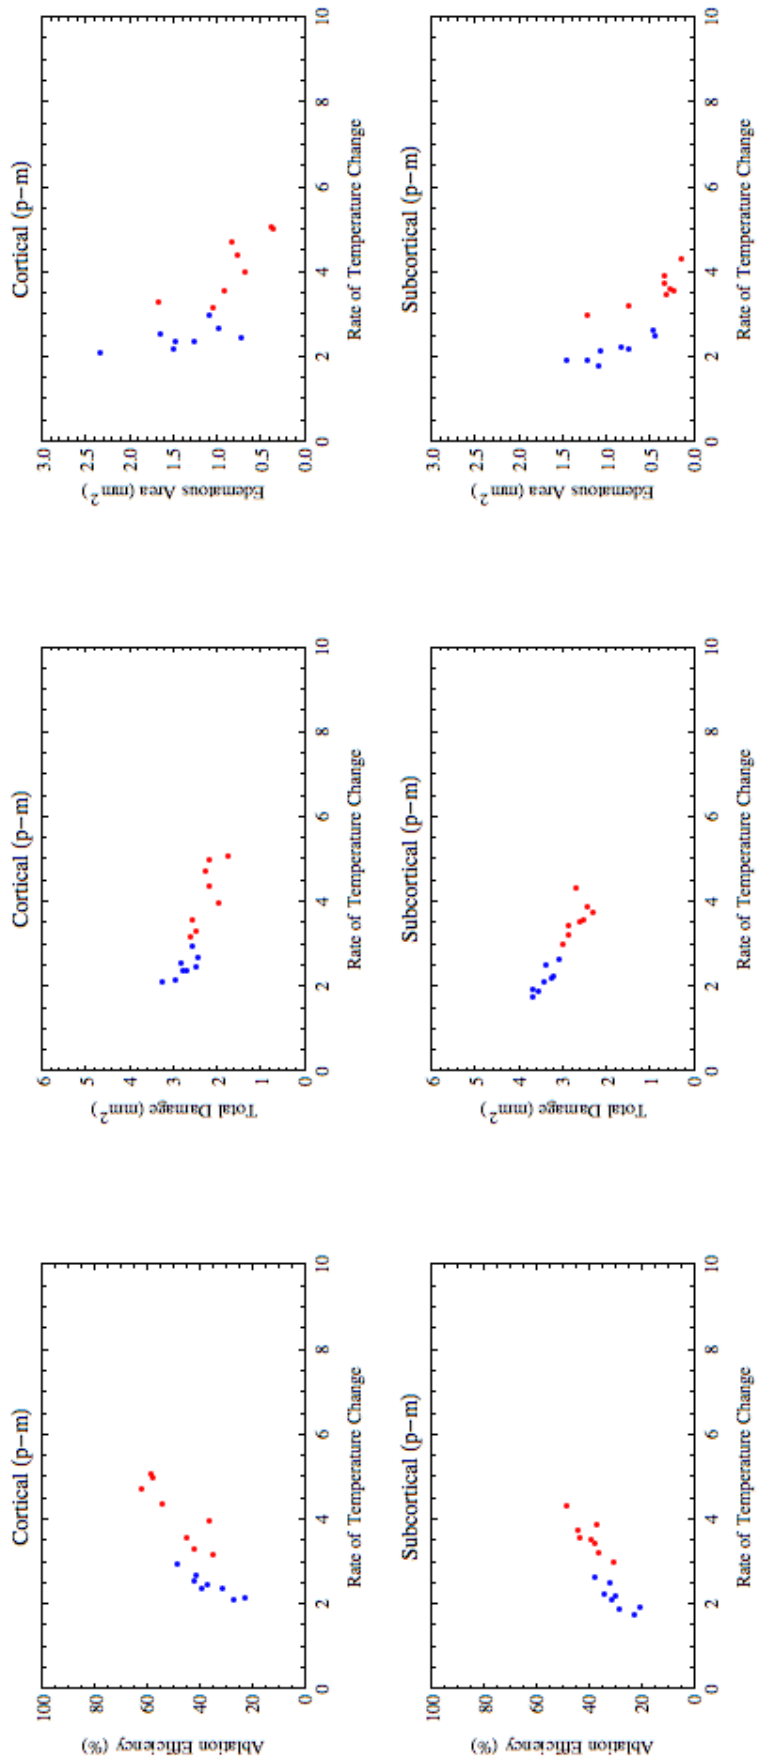 Cortical (p−m)
Ablation Efficiency (%)
100
80
60
40
20
0
0 2 4 6 8 10
Rate of Temperature Change
Cortical (p−m)
Total Damage (mm²)
6
5
4
3
2
1
0
0 2 4 6 8 10
Rate of Temperature Change
Cortical (p−m)
Edematous Area (mm²)
3.0
2.5
2.0
1.5
1.0
0.5
0.0
0 2 4 6 8 10
Rate of Temperature Change
Subcortical (p−m)
Ablation Efficiency (%)
100
80
60
40
20
0
0 2 4 6 8 10
Rate of Temperature Change
Subcortical (p−m)
Total Damage (mm²)
6
5
4
3
2
1
0
0 2 4 6 8 10
Rate of Temperature Change
Subcortical (p−m)
Edematous Area (mm²)
3.0
2.5
2.0
1.5
1.0
0.5
0.0
0 2 4 6 8 10
Rate of Temperature Change